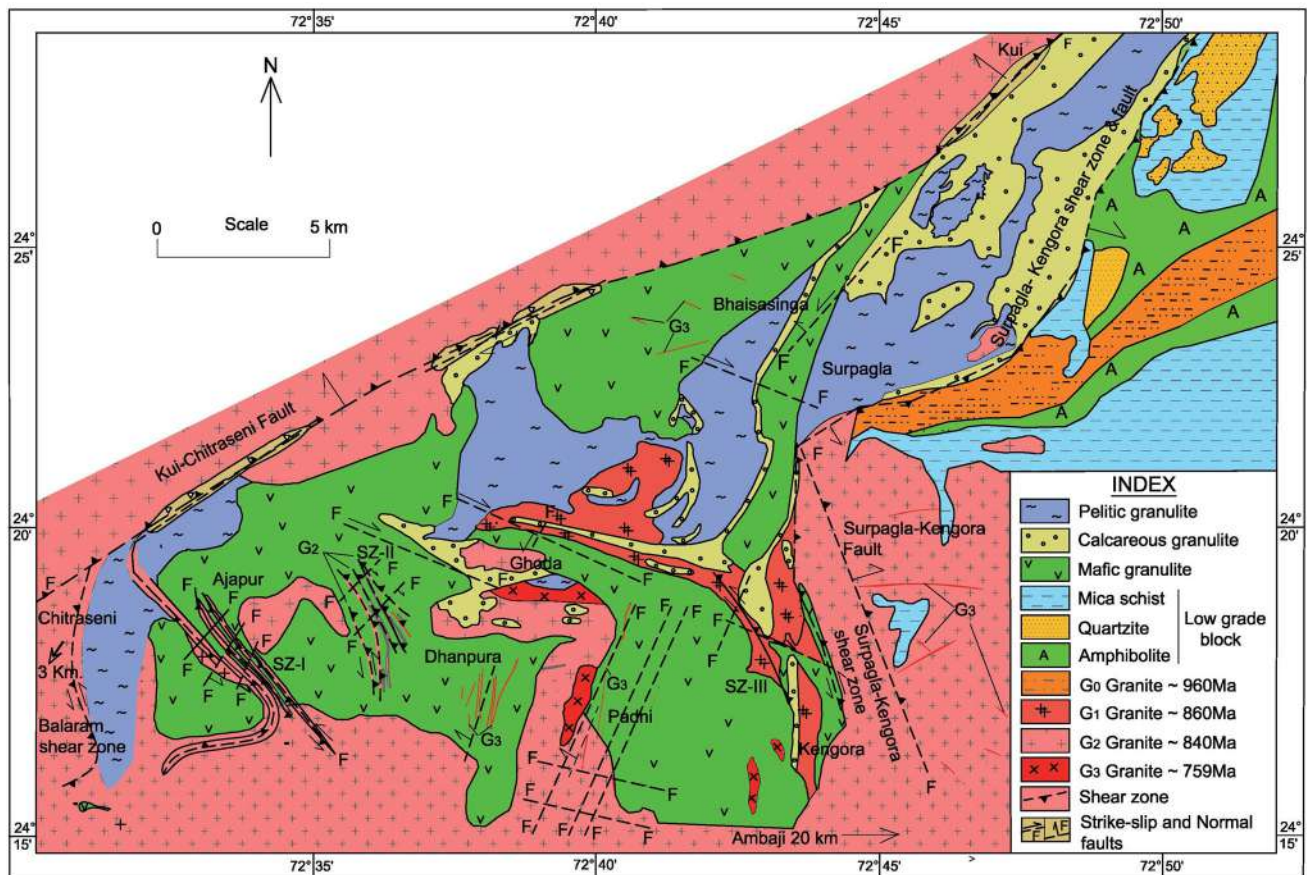 72°35' 72°40' 72°45' 72°50'
N
Scale
0 5 km
24°
25'
24°
25'
24°
20'
24°
20'
24°
15'
24°
15'
Kui
F
Surpagla- Kengora shear zone & fault
A
A
A
A
A
A
A
F
Bhaisasinga
G3
F
F
F
Surpagla
Kui-Chitraseni Fault
F
F
F
G2
Ghoda
F
F
Surpagla-Kengora
Fault
G3
Ajapur
F
F
F
F
SZ-II
F
F
F
F
F
Chitraseni
3 Km.
F
F
F
F
SZ-I
F
F
Dhanpura
G3
G3
Padhi
SZ-III
F
Surpagla-Kengora
shear zone
Balaram
shear zone
Kengora
F
F
F
F
F
F
F
Ambaji 20 km
INDEX
Pelitic granulite
Calcareous granulite
Mafic granulite
Mica schist
Quartzite
Low grade
block
A Amphibolite
G0 Granite ~ 960Ma
G1 Granite ~ 860Ma
G2 Granite ~ 840Ma
G3 Granite ~ 759Ma
Shear zone
F F Strike-slip and Normal
faults
72°35' 72°40' 72°45' 72°50'